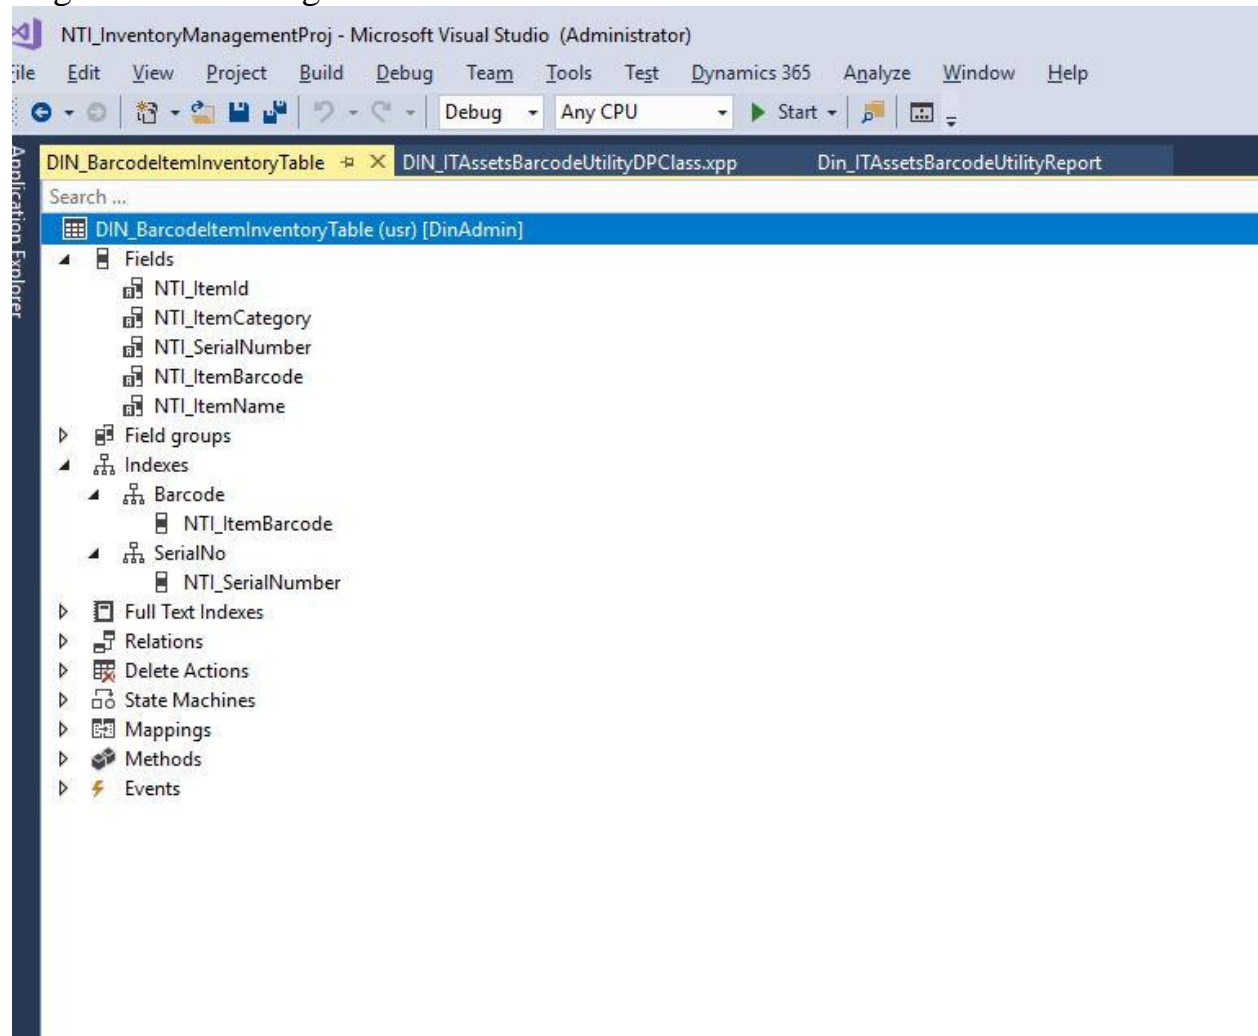 NTI_InventoryManagementProj - Microsoft Visual Studio (Administrator)
File Edit View Project Build Debug Team Tools Test Dynamics 365 Analyze Window Help
Debug Any CPU Start
DIN_BarcodeItemInventoryTable DIN_ITAssetsBarcodeUtilityDPClass.xpp Din_ITAssetsBarcodeUtilityReport
Application Explorer
Search ...
DIN_BarcodeItemInventoryTable (usr) [DinAdmin]
Fields
NTI_ItemId
NTI_ItemCategory
NTI_SerialNumber
NTI_ItemBarcode
NTI_ItemName
Field groups
Indexes
Barcode
NTI_ItemBarcode
SerialNo
NTI_SerialNumber
Full Text Indexes
Relations
Delete Actions
State Machines
Mappings
Methods
Events